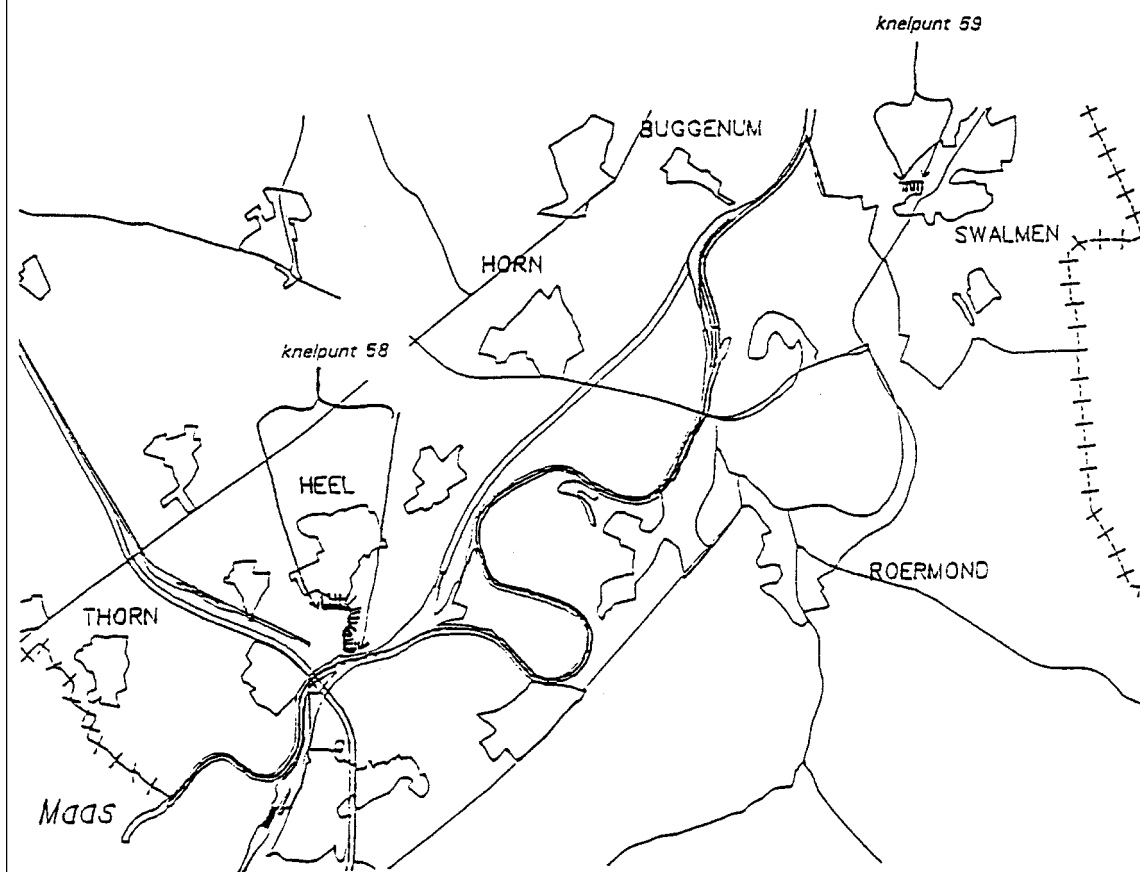 knelpunt 59
BUGGENUM
SWALMEN
HORN
knelpunt 58
HEEL
ROERMOND
THORN
Maas